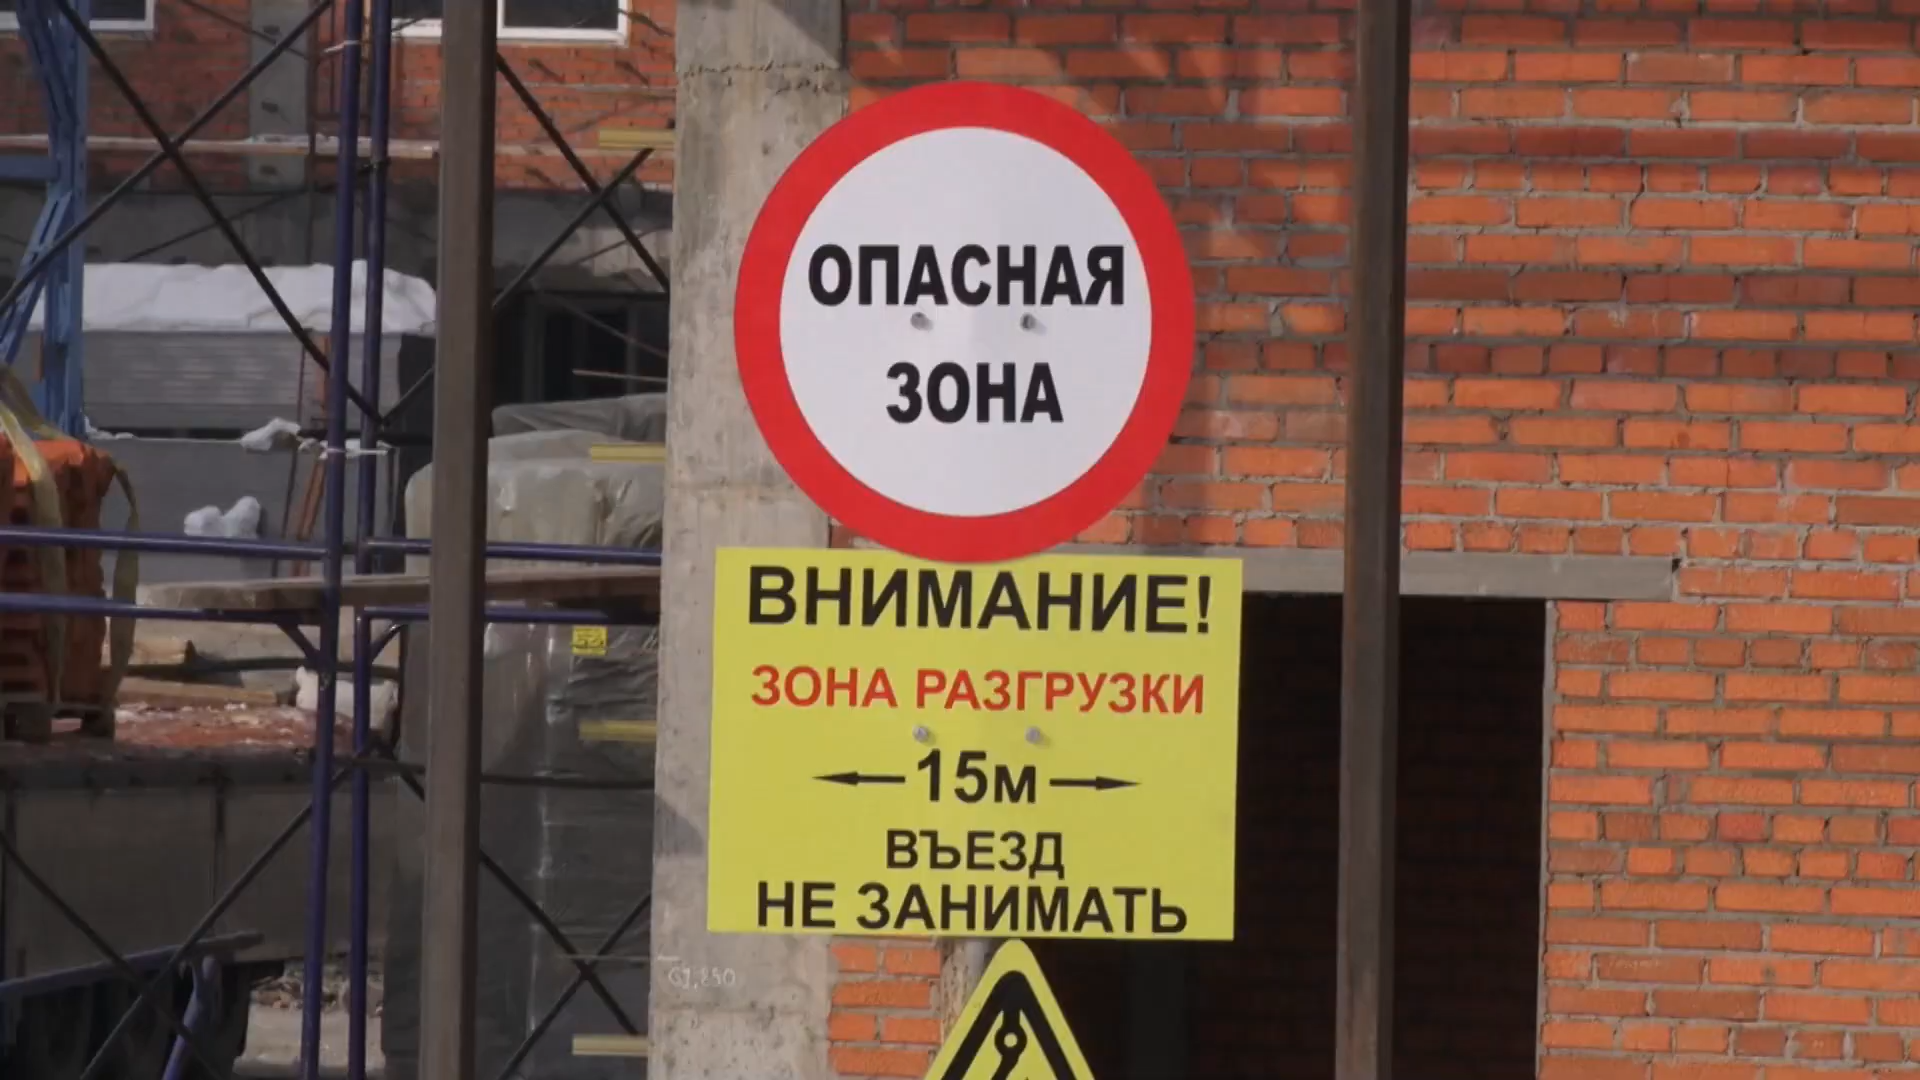 ОПАСНАЯ
ЗОНА
ВНИМАНИЕ!
ЗОНА РАЗГРУЗКИ
15м
ВЪЕЗД
НЕ ЗАНИМАТЬ